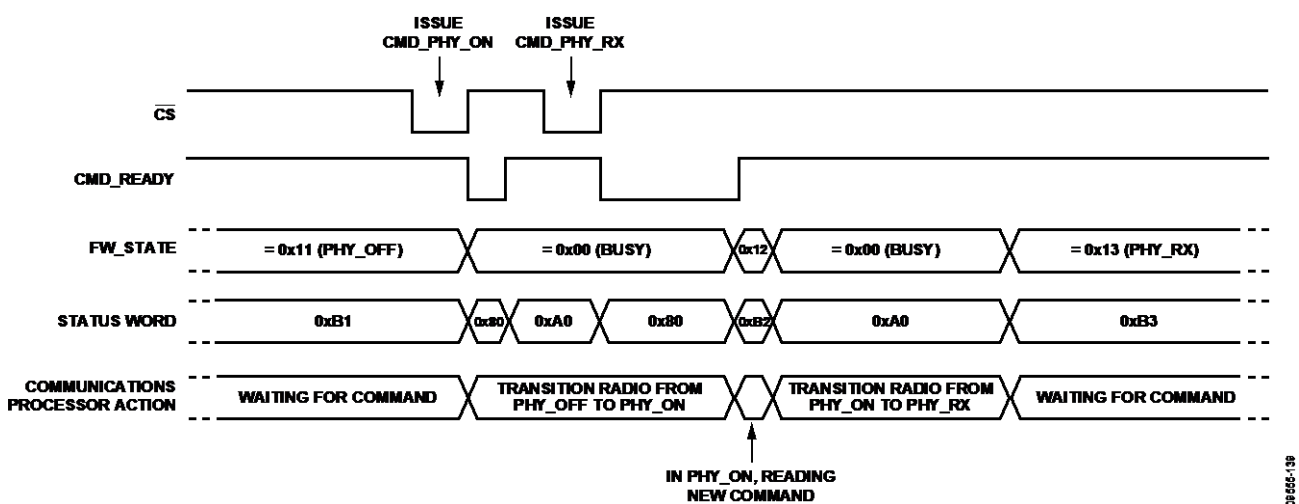 ISSUE
CMD_PHY_ON
ISSUE
CMD_PHY_RX
CS
CMD_READY
FW_STATE
= 0x11 (PHY_OFF)
= 0x00 (BUSY)
0x12
= 0x00 (BUSY)
= 0x13 (PHY_RX)
STATUS WORD
0xB1
0x80
0xA0
0x80
0xB2
0xA0
0xB3
COMMUNICATIONS
PROCESSOR ACTION
WAITING FOR COMMAND
TRANSITION RADIO FROM
PHY_OFF TO PHY_ON
TRANSITION RADIO FROM
PHY_ON TO PHY_RX
WAITING FOR COMMAND
IN PHY_ON, READING
NEW COMMAND